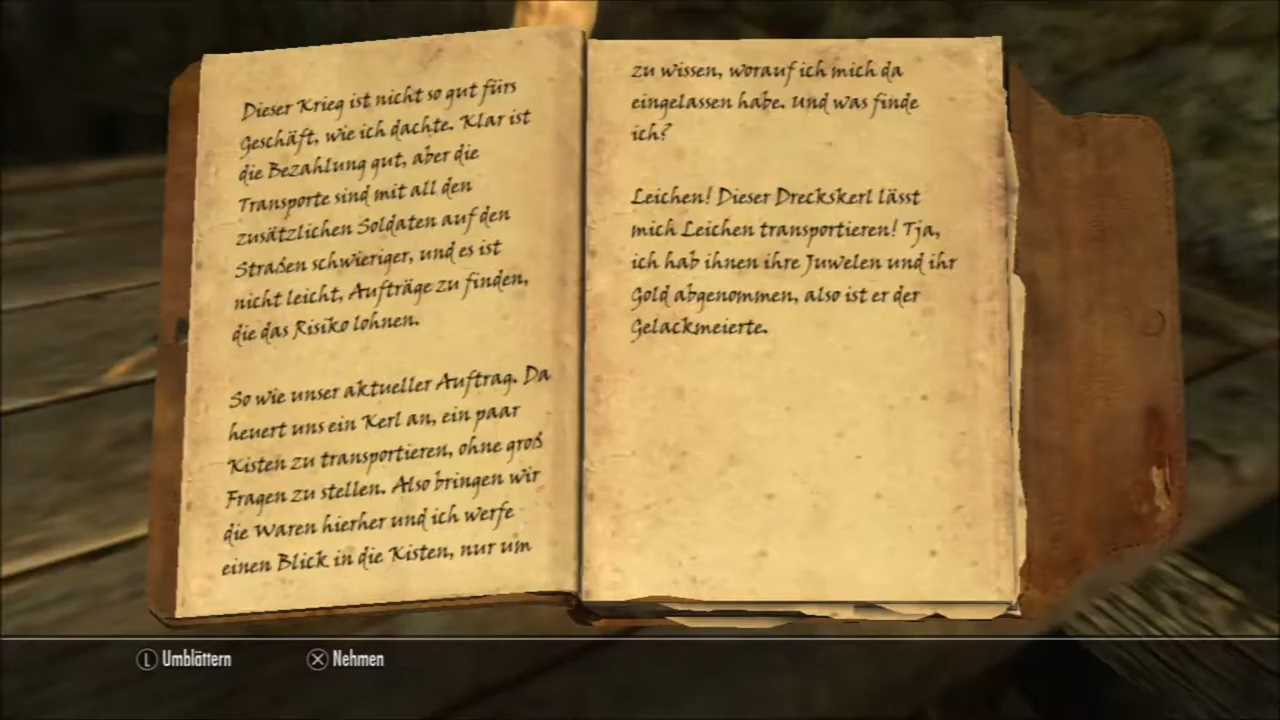 Dieser Krieg ist nicht so gut fürs
Geschäft, wie ich dachte. Klar ist
die Bezahlung gut, aber die
Transporte sind mit all den
zusätzlichen Soldaten auf den
Straßen schwieriger, und es ist
nicht leicht, Aufträge zu finden,
die das Risiko lohnen.
So wie unser aktueller Auftrag. Da
heuert uns ein Kerl an, ein paar
Kisten zu transportieren, ohne groß
Fragen zu stellen. Also bringen wir
die Waren hierher und ich werfe
einen Blick in die Kisten, nur um
zu wissen, worauf ich mich da
eingelassen habe. Und was finde
ich?
Leichen! Dieser Dreckskerl lässt
mich Leichen transportieren! Tja,
ich hab ihnen ihre Juwelen und ihr
Gold abgenommen, also ist er der
Gelackmeierte.
L Umblättern
X Nehmen